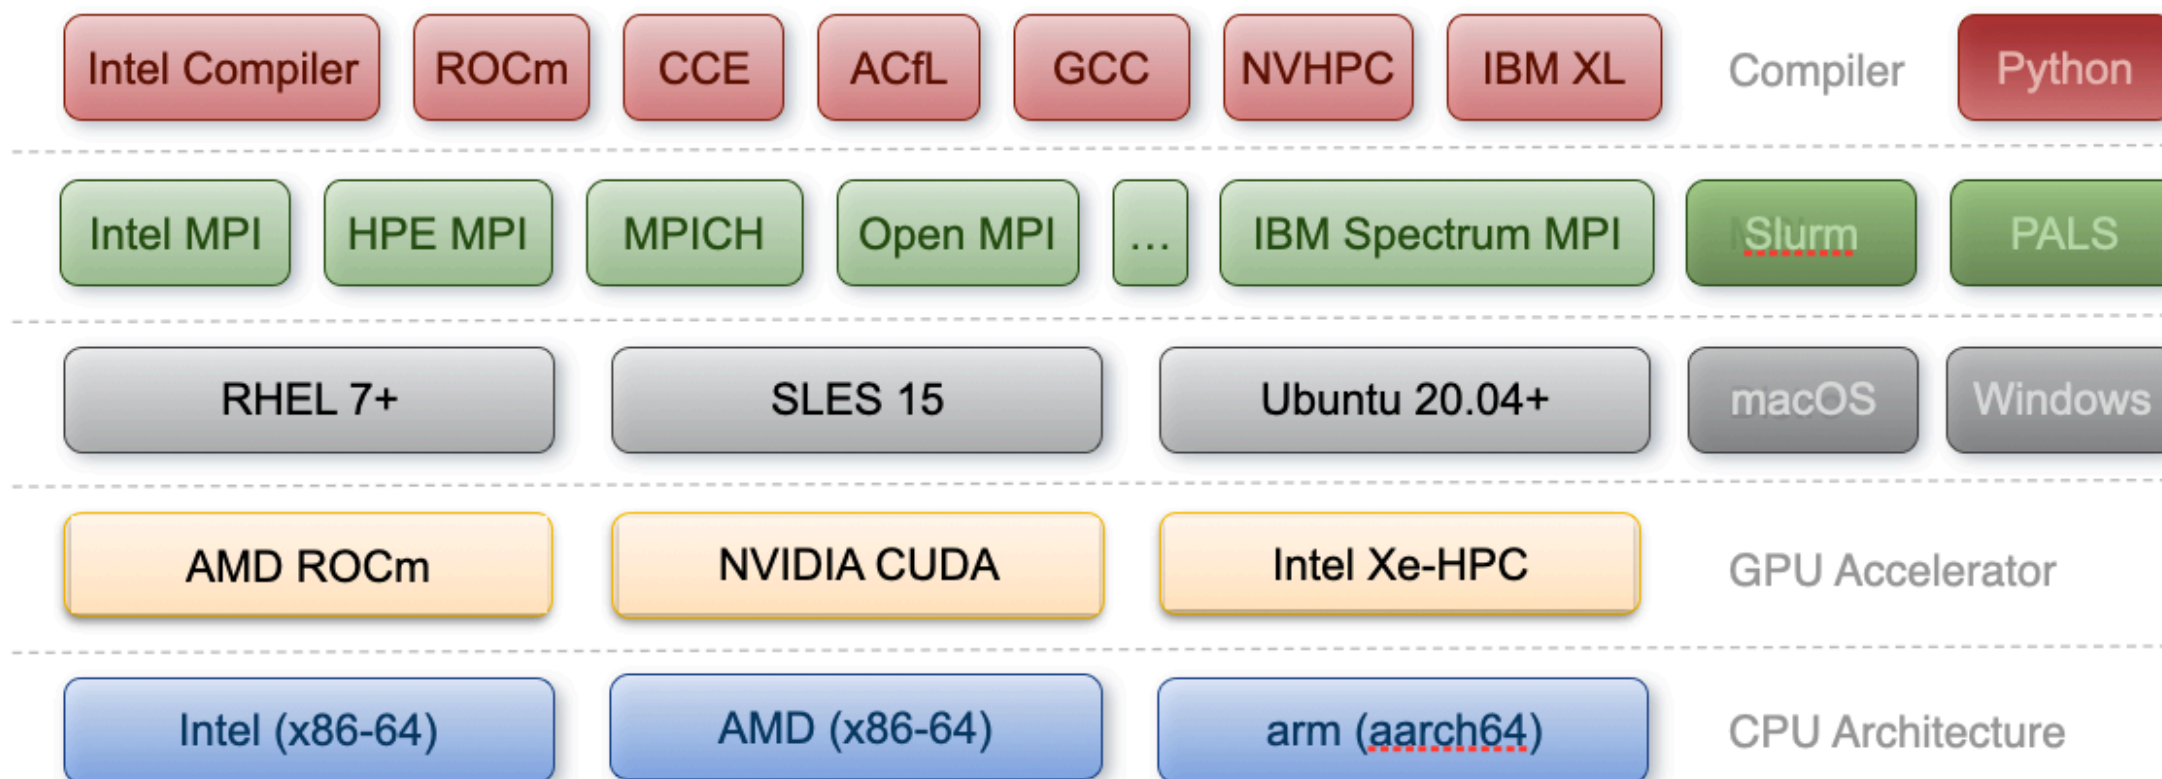 Intel Compiler ROCm CCE ACfL GCC NVHPC IBM XL Compiler Python
Intel MPI HPE MPI MPICH Open MPI ... IBM Spectrum MPI Slurm PALS
RHEL 7+ SLES 15 Ubuntu 20.04+ macOS Windows
AMD ROCm NVIDIA CUDA Intel Xe-HPC GPU Accelerator
Intel (x86-64) AMD (x86-64) arm (aarch64) CPU Architecture